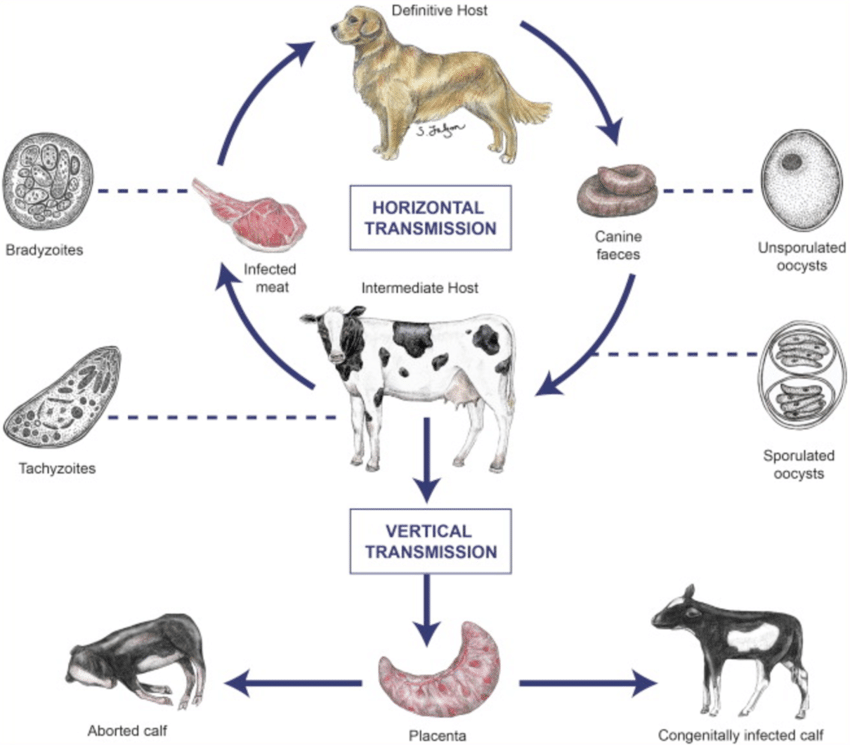 Definitive Host
HORIZONTAL
TRANSMISSION
Bradyzoites
Infected
meat
Canine
faeces
Unsporulated
oocysts
Intermediate Host
Tachyzoites
Sporulated
oocysts
VERTICAL
TRANSMISSION
Aborted calf
Placenta
Congenitally infected calf